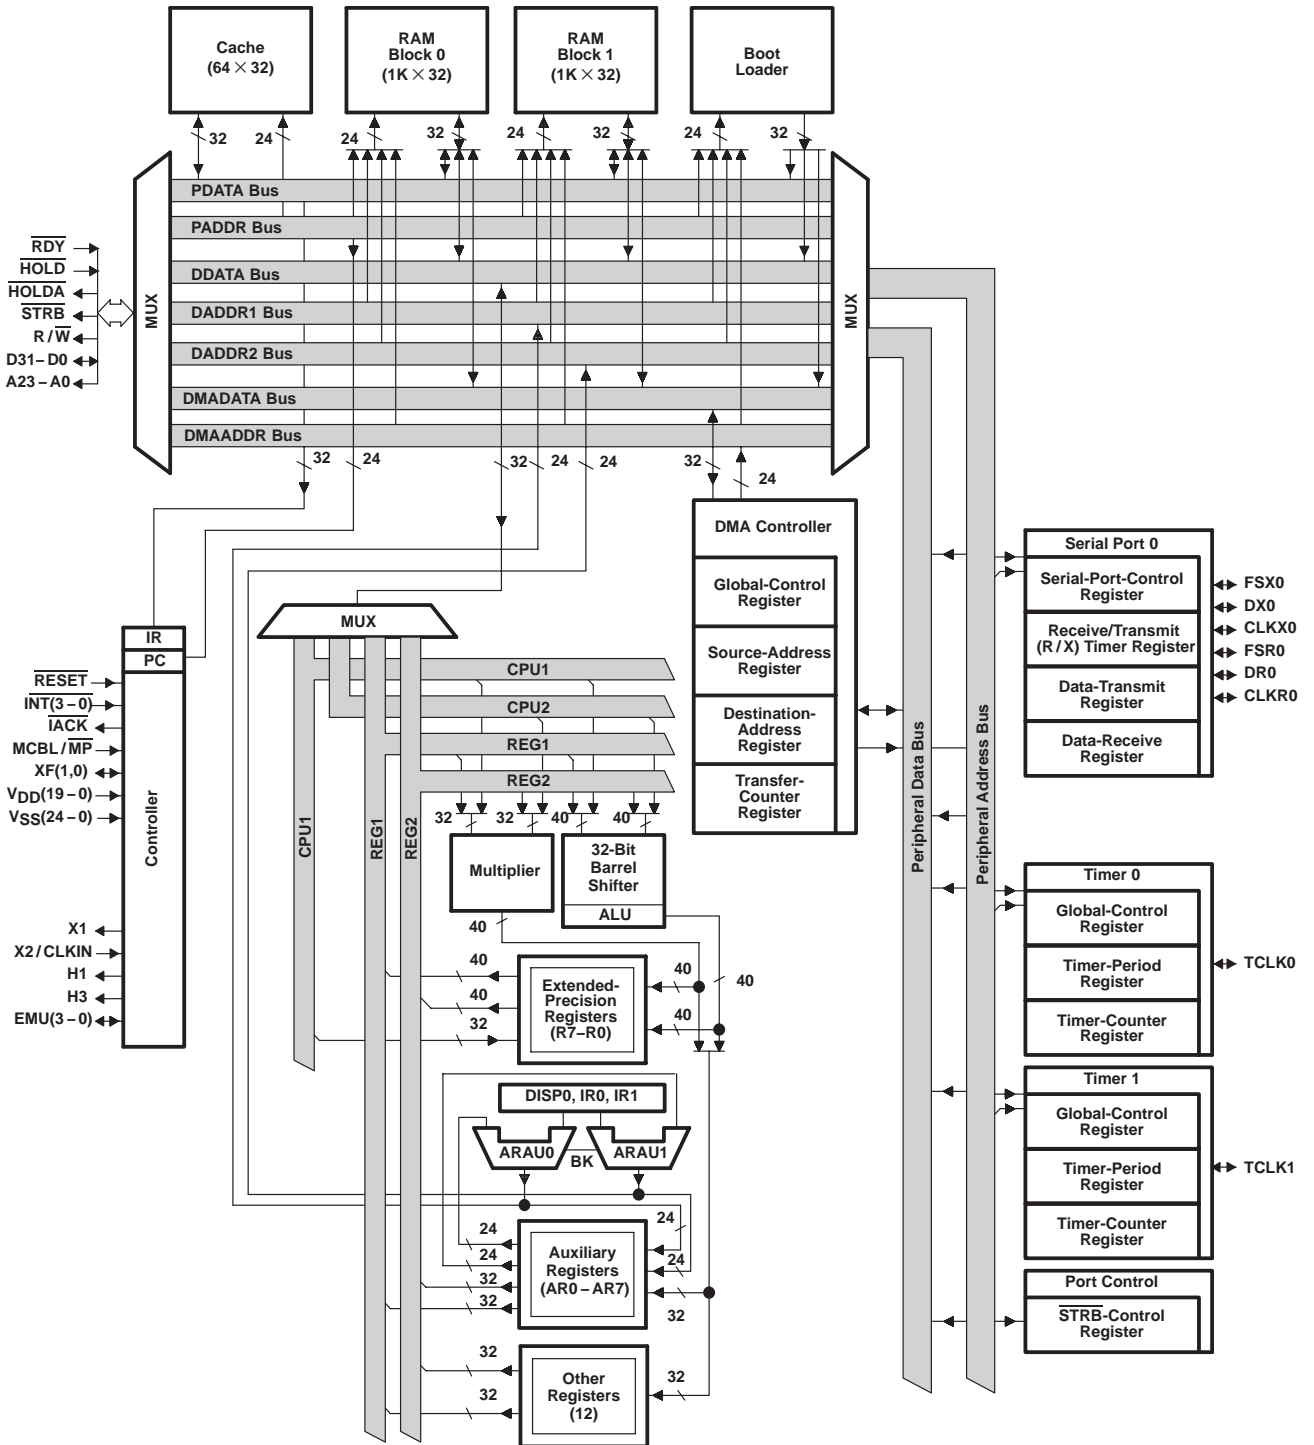 Cache
(64 × 32)
RAM
Block 0
(1K × 32)
RAM
Block 1
(1K × 32)
Boot
Loader
32
24
24
32
24
32
24
32
PDATA Bus
PADDR Bus
DDATA Bus
DADDR1 Bus
DADDR2 Bus
DMADATA Bus
DMAADDR Bus
MUX
MUX
RDY
HOLD
HOLDA
STRB
R/W
D31–D0
A23–A0
32
24
32
24
24
32
24
DMA Controller
Global-Control
Register
Source-Address
Register
Destination-
Address
Register
Transfer-
Counter
Register
Peripheral Data Bus
Peripheral Address Bus
Serial Port 0
Serial-Port-Control
Register
Receive/Transmit
(R/X) Timer Register
Data-Transmit
Register
Data-Receive
Register
FSX0
DX0
CLKX0
FSR0
DR0
CLKR0
IR
PC
Controller
RESET
INT(3–0)
IACK
MCBL/MP
XF(1,0)
VDD(19–0)
VSS(24–0)
X1
X2/CLKIN
H1
H3
EMU(3–0)
MUX
CPU1
CPU2
REG1
REG2
CPU1
REG1
REG2
32
32
40
40
Multiplier
32-Bit
Barrel
Shifter
ALU
40
40
40
32
40
40
40
Extended-
Precision
Registers
(R7–R0)
DISP0, IR0, IR1
ARAU0
BK
ARAU1
24
24
32
32
24
24
32
Auxiliary
Registers
(AR0–AR7)
32
32
32
Other
Registers
(12)
Timer 0
Global-Control
Register
Timer-Period
Register
Timer-Counter
Register
TCLK0
Timer 1
Global-Control
Register
Timer-Period
Register
Timer-Counter
Register
TCLK1
Port Control
STRB-Control
Register